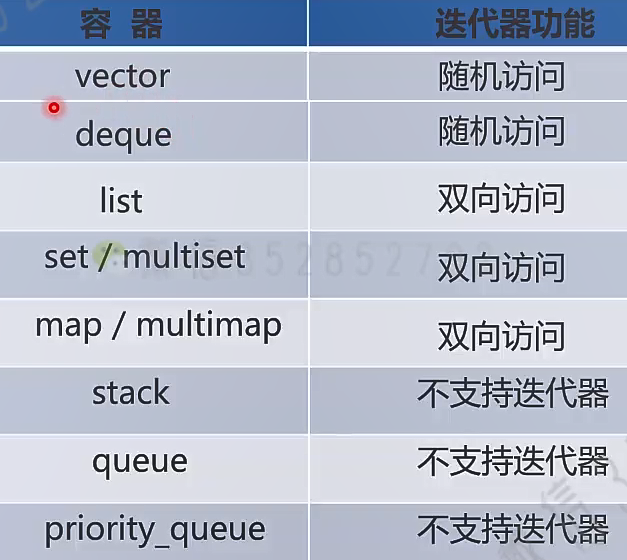 容 器 迭代器功能
vector 随机访问
deque 随机访问
list 双向访问
set / multiset 双向访问
map / multimap 双向访问
stack 不支持迭代器
queue 不支持迭代器
priority_queue 不支持迭代器